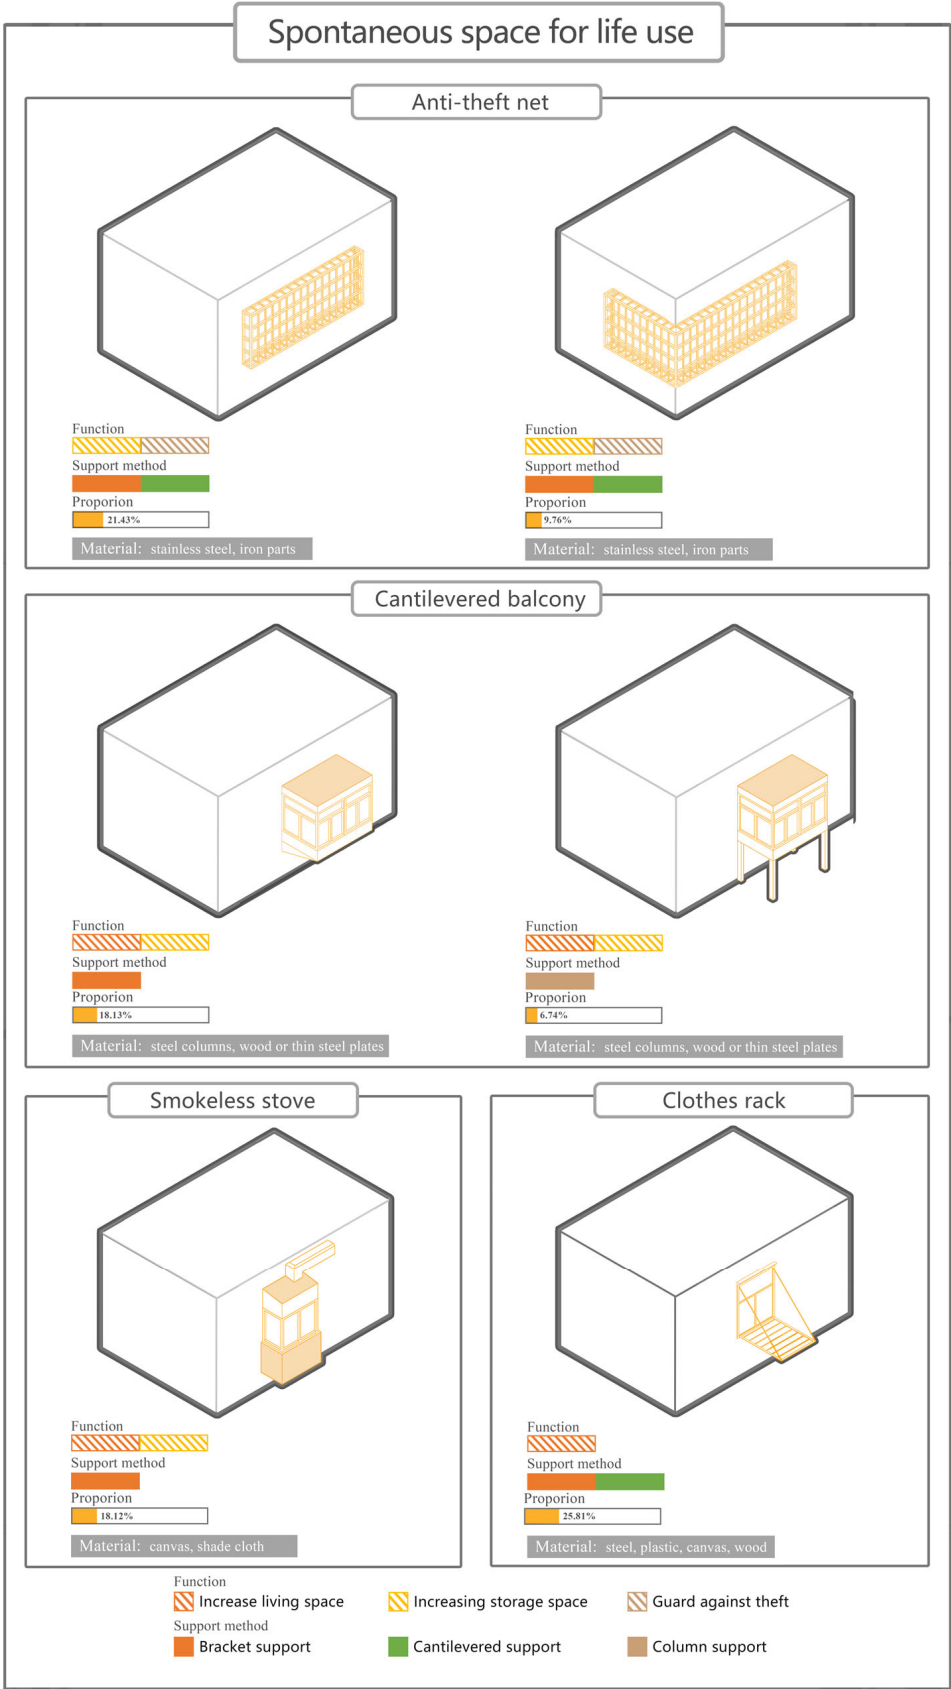 Spontaneous space for life use
Anti-theft net
Function
Support method
Proporion
21.43%
Material: stainless steel, iron parts
Function
Support method
Proporion
9.76%
Material: stainless steel, iron parts
Cantilevered balcony
Function
Support method
Proporion
18.13%
Material: steel columns, wood or thin steel plates
Function
Support method
Proporion
6.74%
Material: steel columns, wood or thin steel plates
Smokeless stove
Function
Support method
Proporion
18.12%
Material: canvas, shade cloth
Clothes rack
Function
Support method
Proporion
25.81%
Material: steel, plastic, canvas, wood
Function
Increase living space Increasing storage space Guard against theft
Support method
Bracket support Cantilevered support Column support